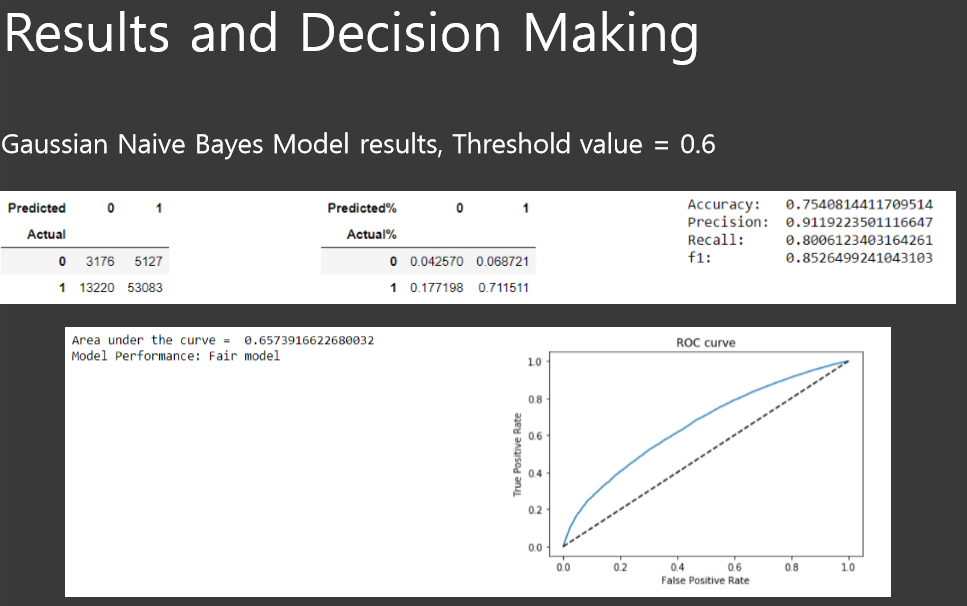 Results and Decision Making
Gaussian Naive Bayes Model results, Threshold value = 0.6
Predicted 0 1
Actual
0 3176 5127
1 13220 53083
Predicted% 0 1
Actual%
0 0.042570 0.068721
1 0.177198 0.711511
Accuracy: 0.7540814411709514
Precision: 0.9119223501116647
Recall: 0.8006123403164261
f1: 0.8526499241043103
Area under the curve = 0.6573916622680032
Model Performance: Fair model
ROC curve
True Positive Rate
1.0
0.8
0.6
0.4
0.2
0.0
0.0 0.2 0.4 0.6 0.8 1.0
False Positive Rate